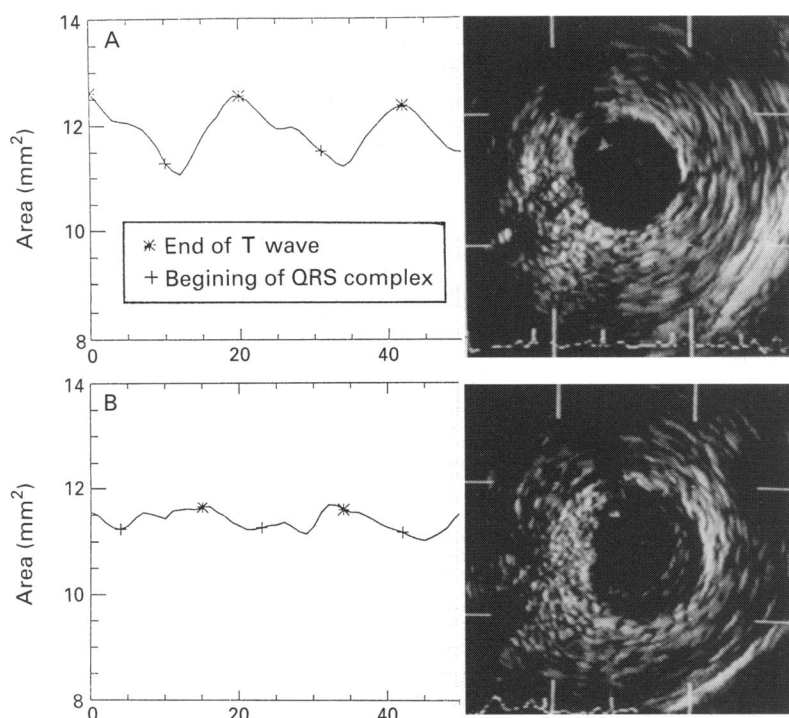 A
14
12
10
8
Area (mm²)
✳ End of T wave
+ Begining of QRS complex
0
20
40
B
14
12
10
8
Area (mm²)
0
20
40